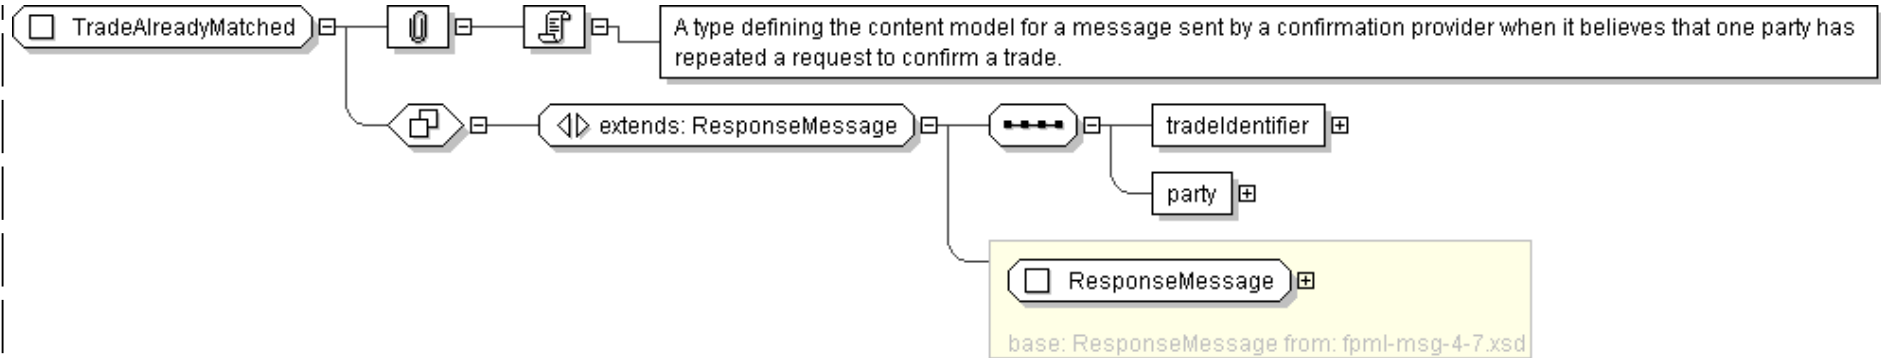 TradeAlreadyMatched
A type defining the content model for a message sent by a confirmation provider when it believes that one party has
repeated a request to confirm a trade.
extends: ResponseMessage
tradeIdentifier
party
ResponseMessage
base: ResponseMessage from: fpml-msg-4-7.xsd